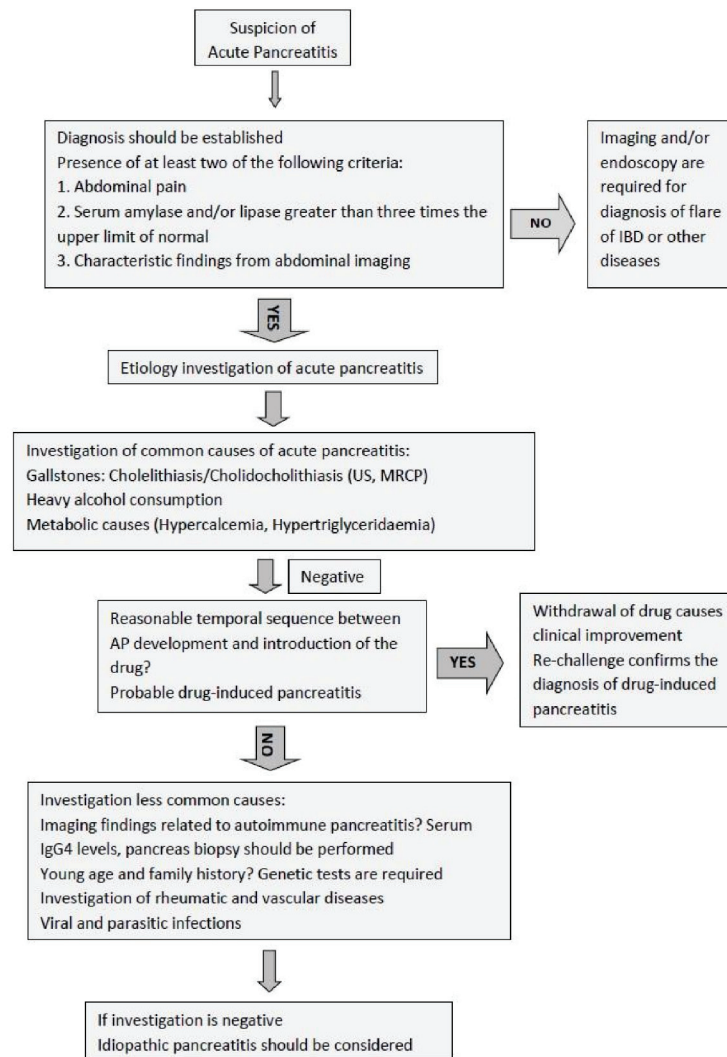 Suspicion of
Acute Pancreatitis
Diagnosis should be established
Presence of at least two of the following criteria:
1. Abdominal pain
2. Serum amylase and/or lipase greater than three times the
upper limit of normal
3. Characteristic findings from abdominal imaging
NO
Imaging and/or
endoscopy are
required for
diagnosis of flare
of IBD or other
diseases
YES
Etiology investigation of acute pancreatitis
Investigation of common causes of acute pancreatitis:
Gallstones: Cholelithiasis/Cholidocholithiasis (US, MRCP)
Heavy alcohol consumption
Metabolic causes (Hypercalcemia, Hypertriglyceridaemia)
Negative
Reasonable temporal sequence between
AP development and introduction of the
drug?
Probable drug-induced pancreatitis
YES
Withdrawal of drug causes
clinical improvement
Re-challenge confirms the
diagnosis of drug-induced
pancreatitis
NO
Investigation less common causes:
Imaging findings related to autoimmune pancreatitis? Serum
IgG4 levels, pancreas biopsy should be performed
Young age and family history? Genetic tests are required
Investigation of rheumatic and vascular diseases
Viral and parasitic infections
If investigation is negative
Idiopathic pancreatitis should be considered